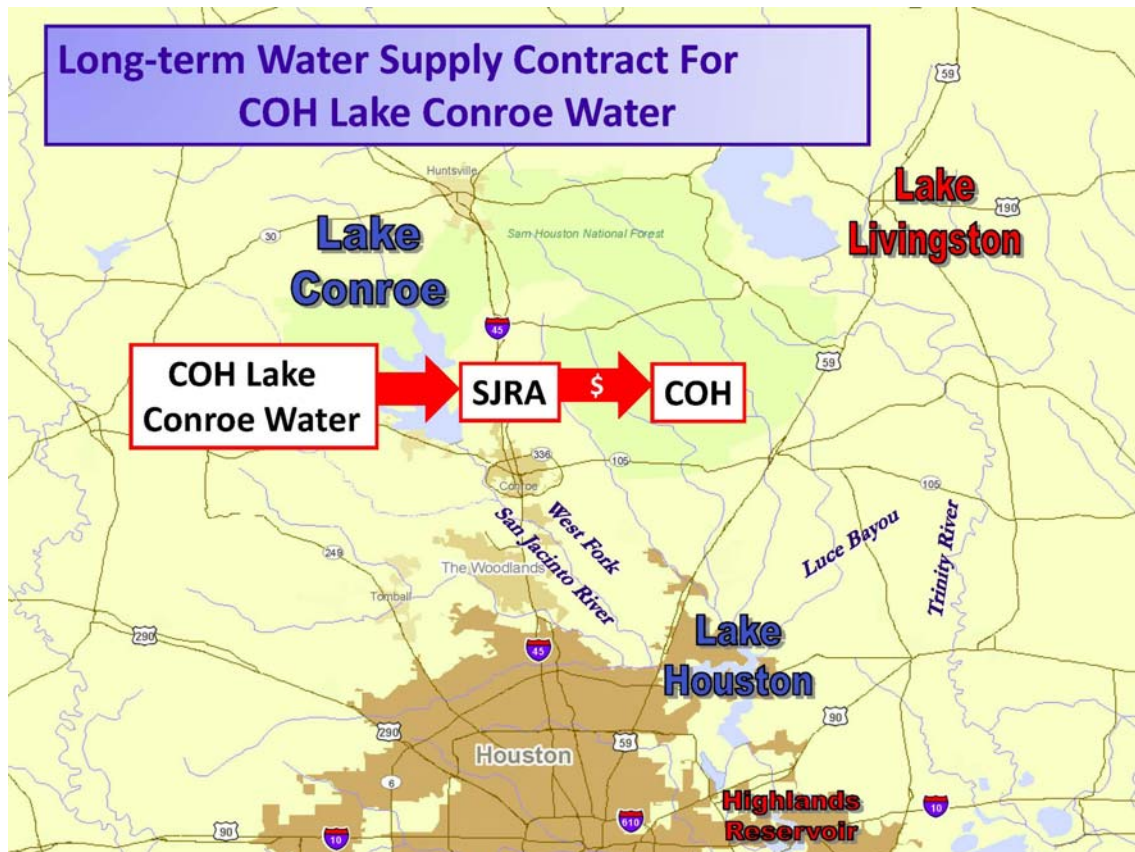 Long-term Water Supply Contract For
COH Lake Conroe Water
59
Huntsville
Lake
Livingston
190
Lake
Conroe
30
Sam Houston National Forest
45
59
COH Lake
Conroe Water
SJRA
$
COH
336
105
Conroe
105
West Fork
San Jacinto River
Luce Bayou
Trinity River
249
The Woodlands
Tomball
290
45
Lake
Houston
290
59
90
Houston
6
Highlands
Reservoir
90
10
610
10